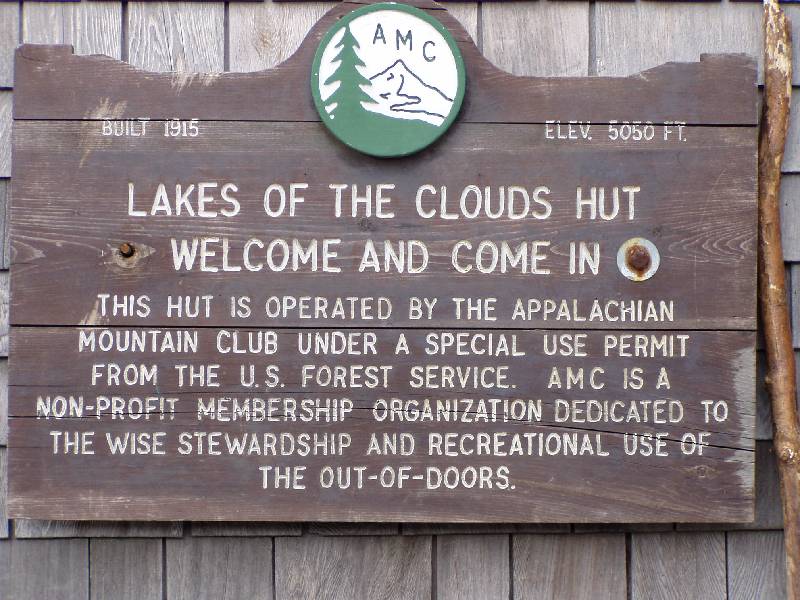 AMC
BUILT 1915
ELEV. 5050 FT.
LAKES OF THE CLOUDS HUT
WELCOME AND COME IN
THIS HUT IS OPERATED BY THE APPALACHIAN
MOUNTAIN CLUB UNDER A SPECIAL USE PERMIT
FROM THE U.S. FOREST SERVICE. AMC IS A
NON-PROFIT MEMBERSHIP ORGANIZATION DEDICATED TO
THE WISE STEWARDSHIP AND RECREATIONAL USE OF
THE OUT-OF-DOORS.